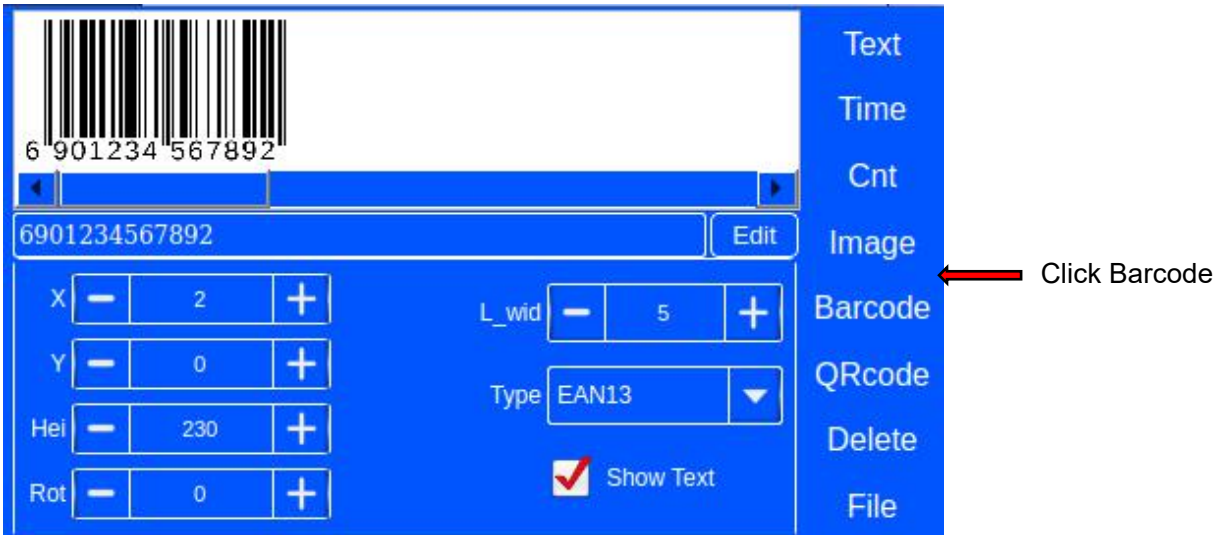 6 901234 567892
6901234567892
Edit
X
2
Y
0
Hei
230
Rot
0
L_wid
5
Type
EAN13
Show Text
Text
Time
Cnt
Image
Barcode
QRcode
Delete
File
Click Barcode